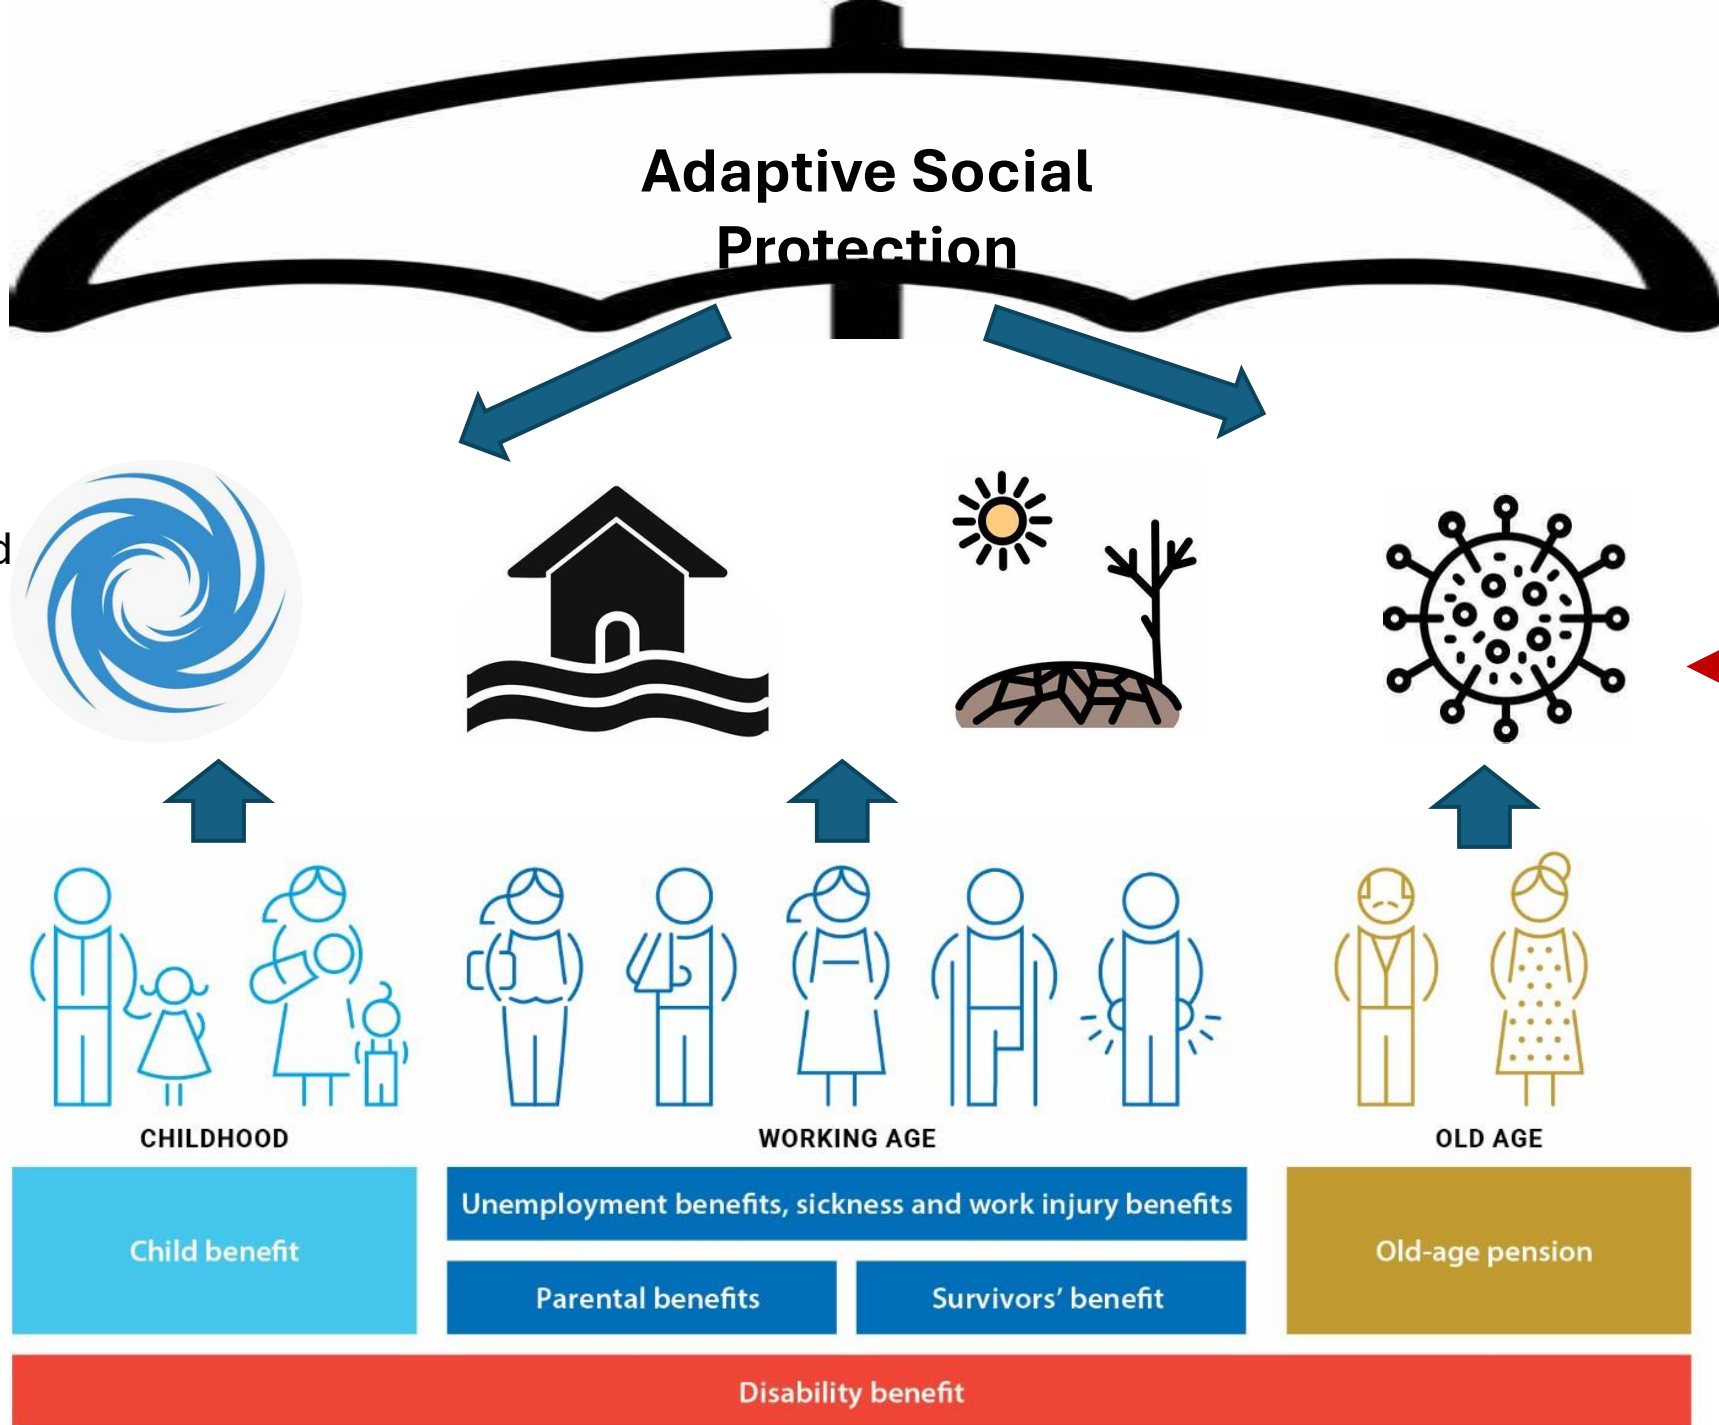 Adaptive Social
Protection
d
CHILDHOOD
WORKING AGE
OLD AGE
Child benefit
Unemployment benefits, sickness and work injury benefits
Parental benefits
Survivors’ benefit
Old-age pension
Disability benefit